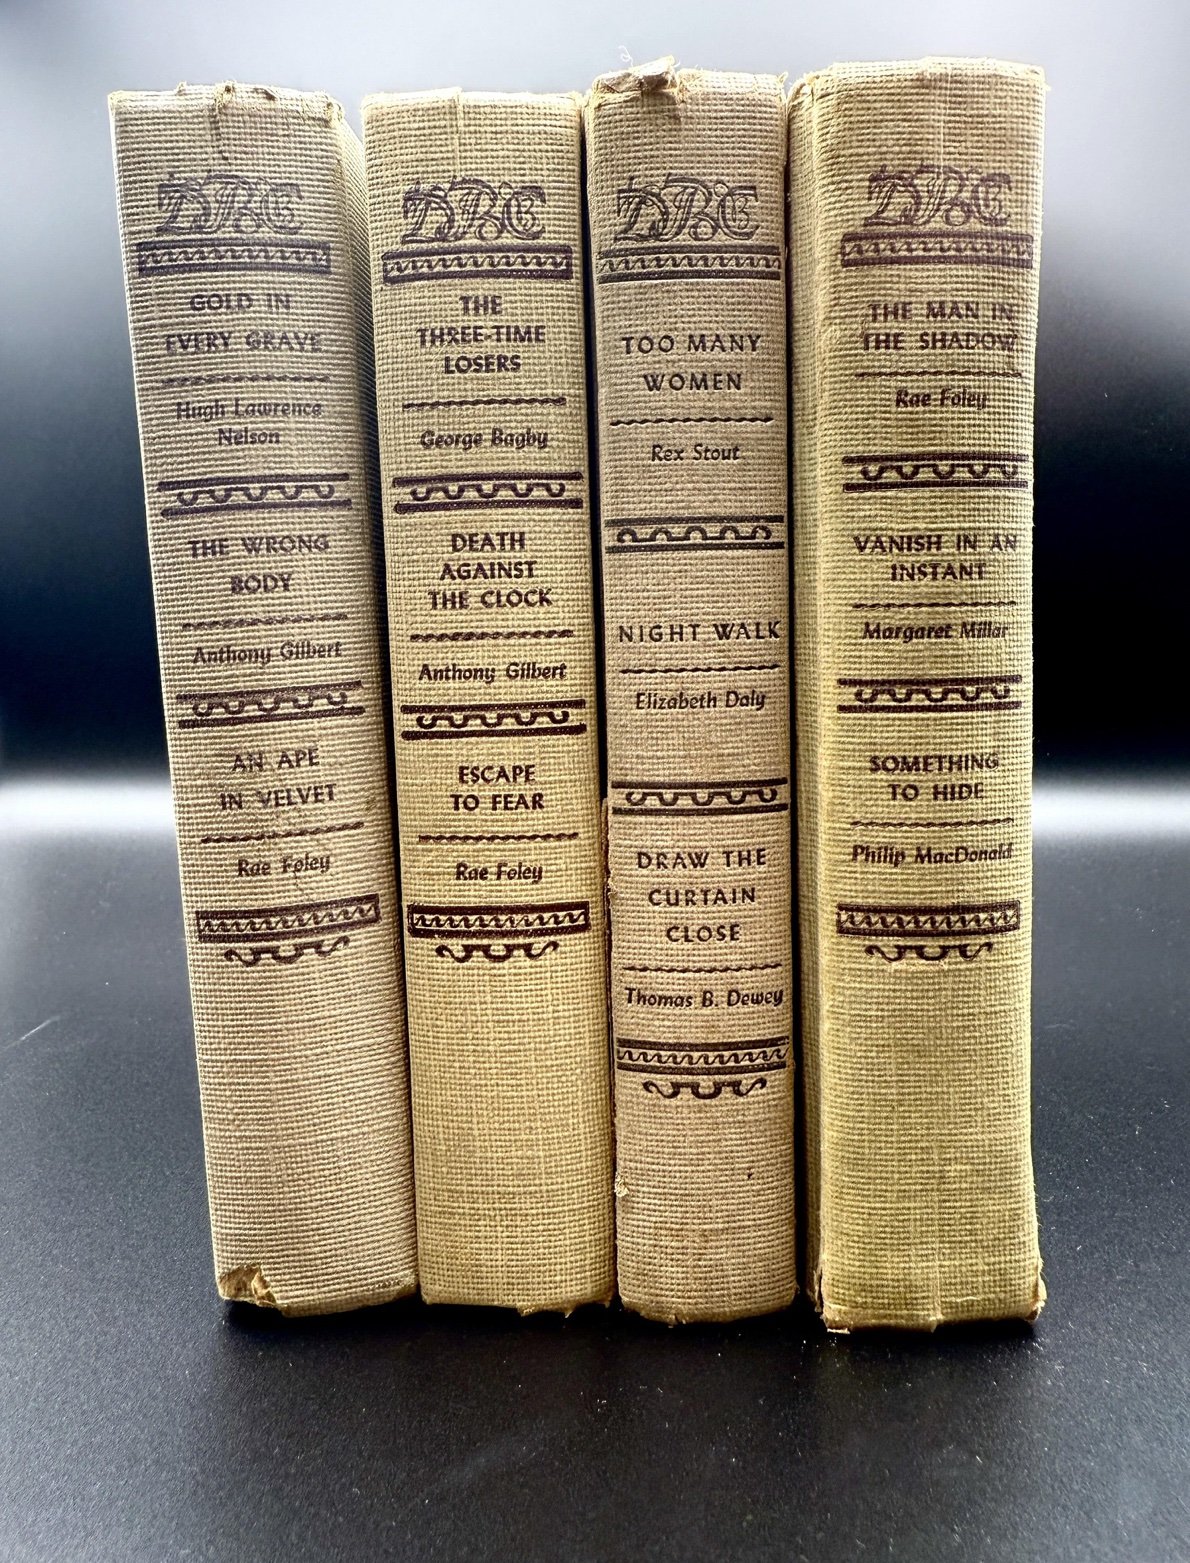 DBC
GOLD IN
EVERY GRAVE
Hugh Lawrence
Nelson
THE WRONG
BODY
Anthony Gilbert
AN APE
IN VELVET
Rae Foley
DBC
THE
THREE-TIME
LOSERS
George Bagby
DEATH
AGAINST
THE CLOCK
Anthony Gilbert
ESCAPE
TO FEAR
Rae Foley
DBC
TOO MANY
WOMEN
Rex Stout
NIGHT WALK
Elizabeth Daly
DRAW THE
CURTAIN
CLOSE
Thomas B. Dewey
DBC
THE MAN IN
THE SHADOW
Rae Foley
VANISH IN AN
INSTANT
Margaret Millar
SOMETHING
TO HIDE
Philip MacDonald